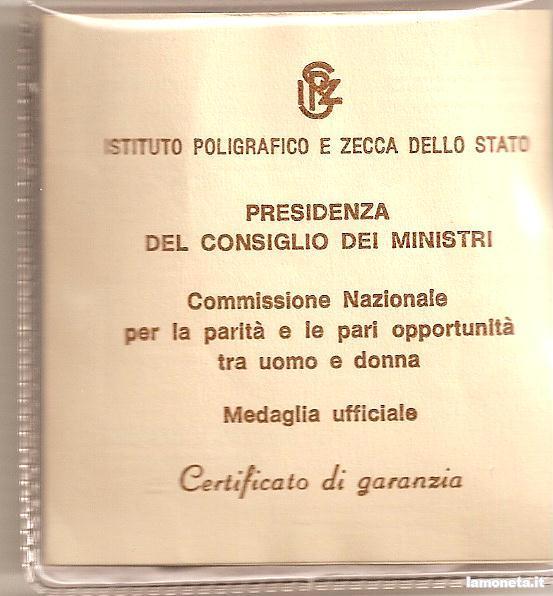 ISTITUTO POLIGRAFICO E ZECCA DELLO STATO
PRESIDENZA
DEL CONSIGLIO DEI MINISTRI
Commissione Nazionale
per la parità e le pari opportunità
tra uomo e donna
Medaglia ufficiale
Certificato di garanzia
lamoneta.it